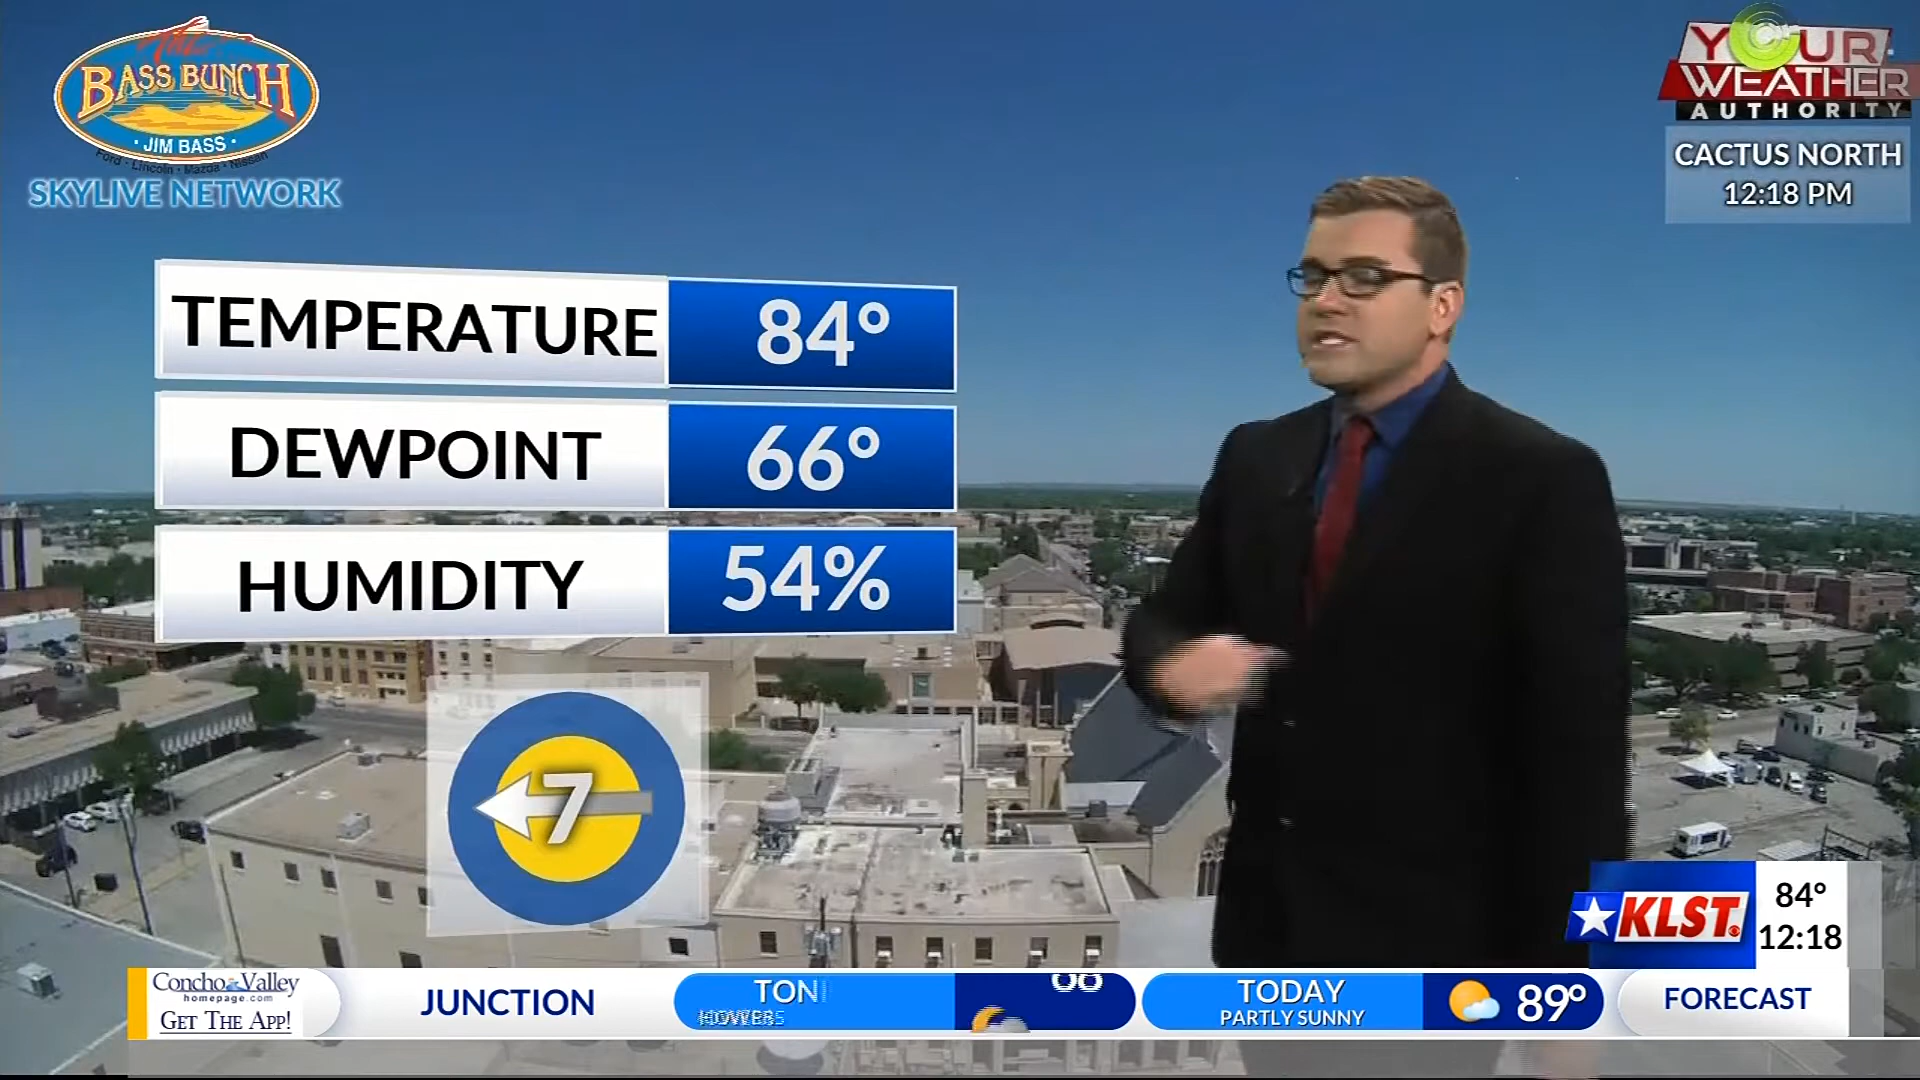 The
BASS BUNCH
· JIM BASS ·
Ford · Lincoln · Mazda · Nissan
SKYLIVE NETWORK
YOUR
WEATHER
AUTHORITY
CACTUS NORTH
12:18 PM
TEMPERATURE 84°
DEWPOINT 66°
HUMIDITY 54%
7
KLST
84°
12:18
Concho Valley
homepage.com
GET THE APP!
JUNCTION
TON
TODAY
PARTLY SUNNY
89°
FORECAST